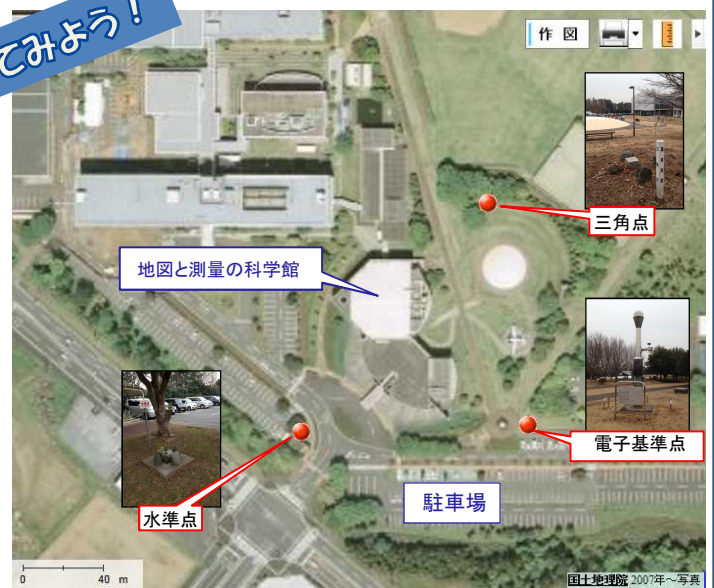 てみよう！
作図
三角点
地図と測量の科学館
電子基準点
水準点
駐車場
0 40 m
国土地理院 2007年～写真